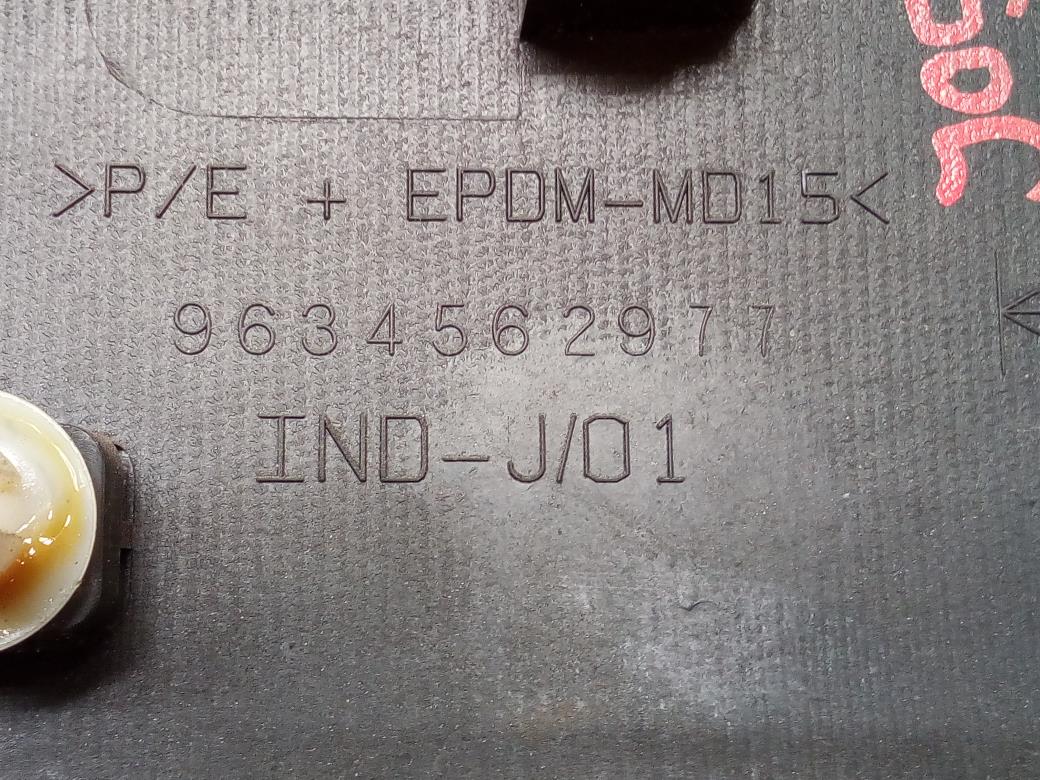 >P/E + EPDM-MD15<
9634562977
IND-J/01